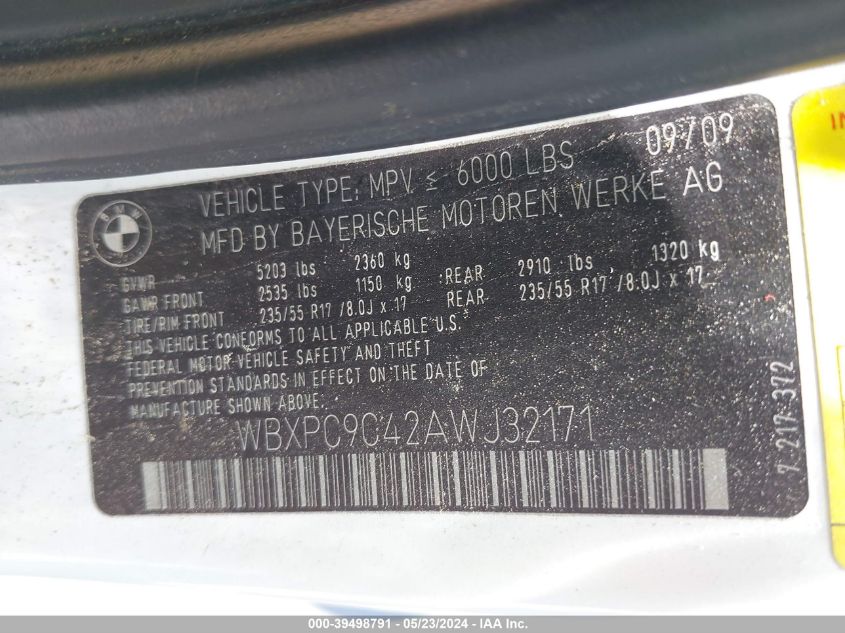 09/09
VEHICLE TYPE: MPV ≤ 6000 LBS
MFD BY BAYERISCHE MOTOREN WERKE AG
BMW
GVWR 5203 lbs 2360 kg
GAWR FRONT 2535 lbs 1150 kg REAR 2910 lbs 1320 kg
TIRE/RIM FRONT 235/55 R17 /8.0J x 17 REAR 235/55 R17 /8.0J x 17
THIS VEHICLE CONFORMS TO ALL APPLICABLE U.S.
FEDERAL MOTOR VEHICLE SAFETY AND THEFT
PREVENTION STANDARDS IN EFFECT ON THE DATE OF
MANUFACTURE SHOWN ABOVE
WBXPC9C42AWJ32171
7 217 372
000-39498791 - 05/23/2024 - IAAI.com